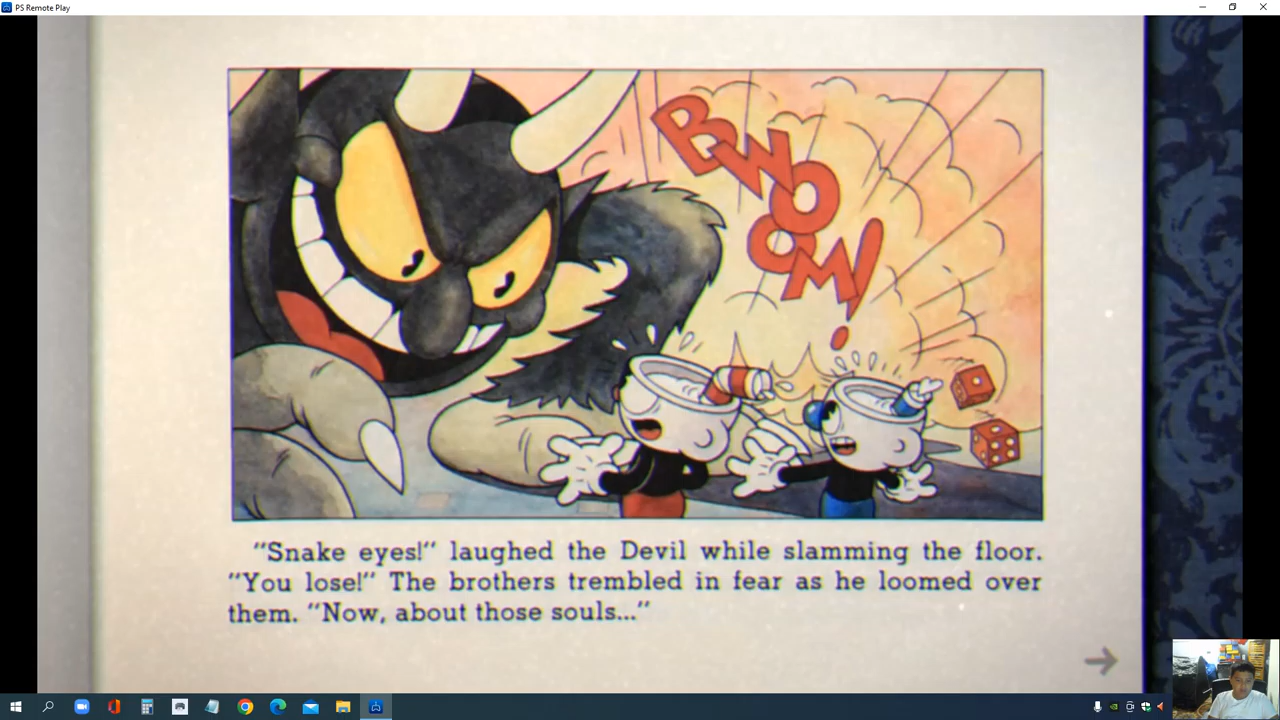 PS Remote Play
BWOOM!
“Snake eyes!“ laughed the Devil while slamming the floor.
“You lose!“ The brothers trembled in fear as he loomed over
them. “Now, about those souls...”